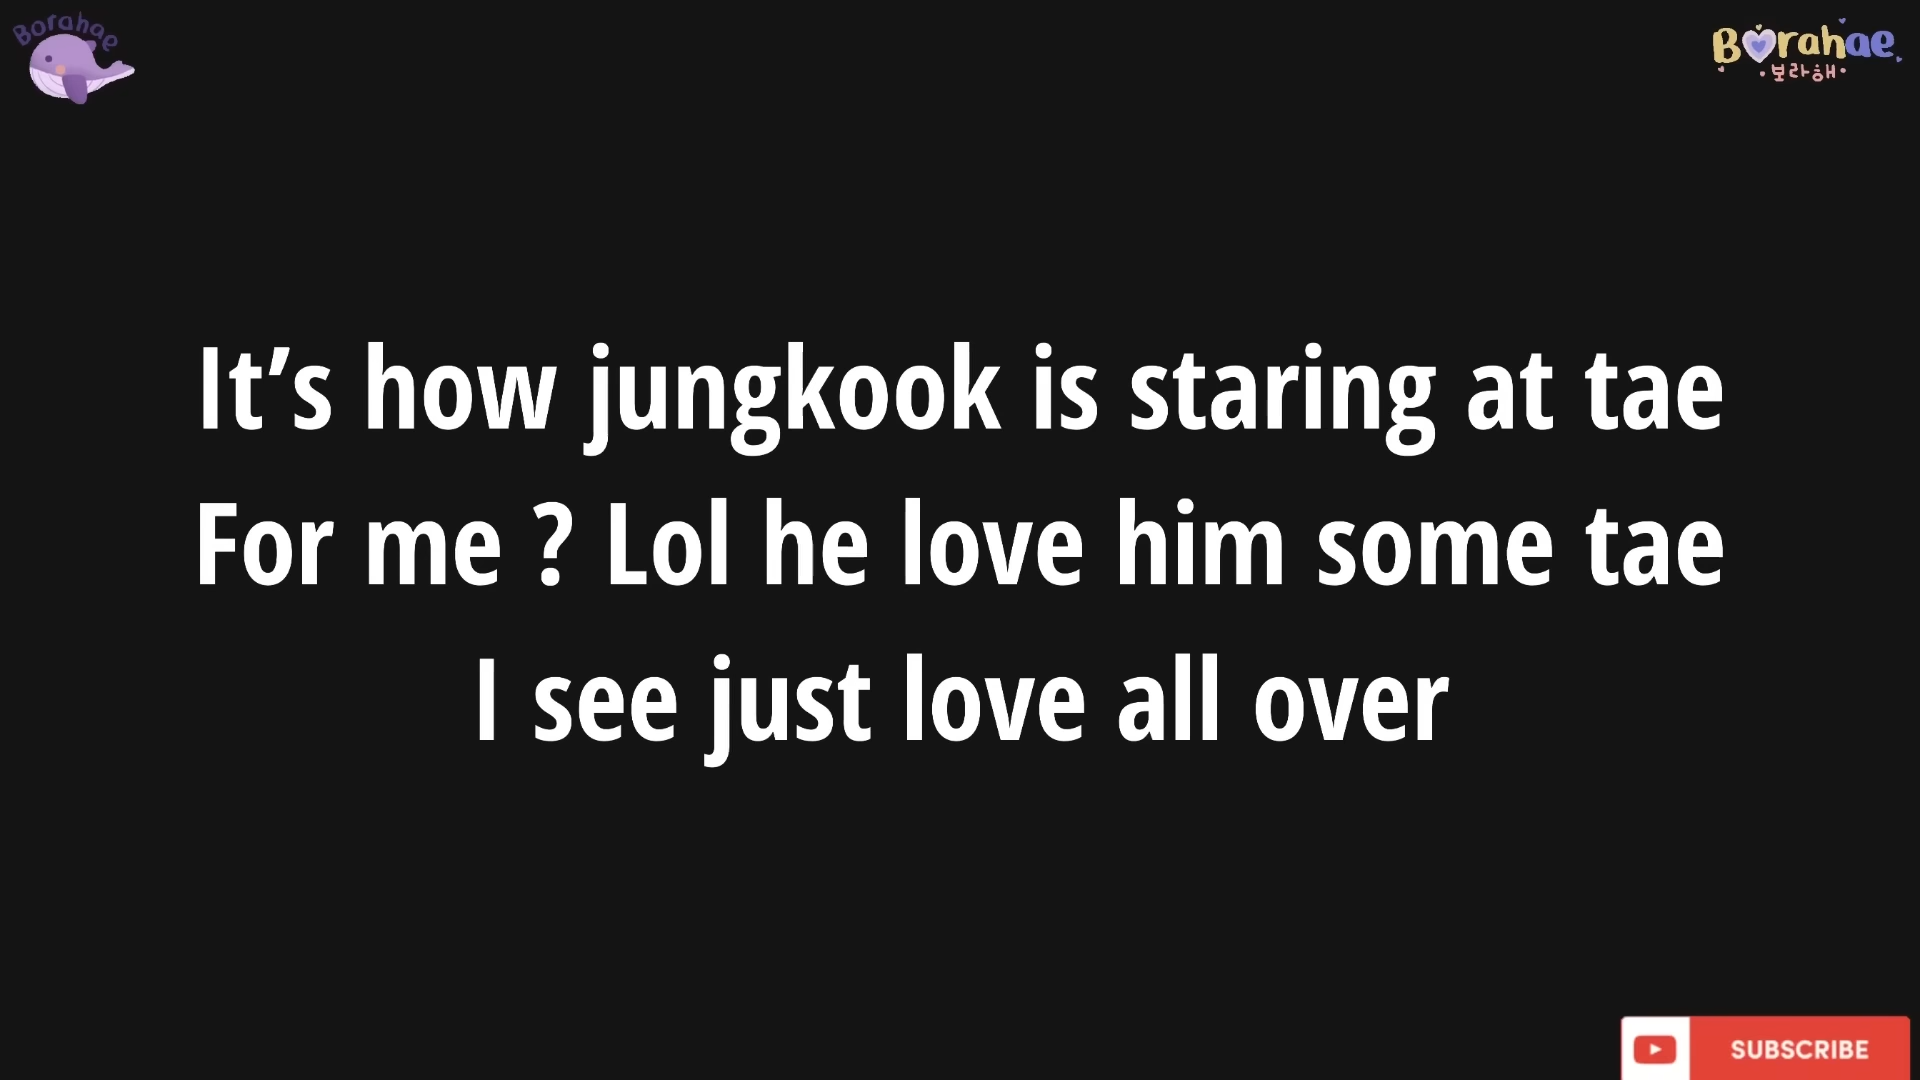 Borahae
Borahae
보라해
It’s how jungkook is staring at tae
For me ? Lol he love him some tae
I see just love all over
SUBSCRIBE